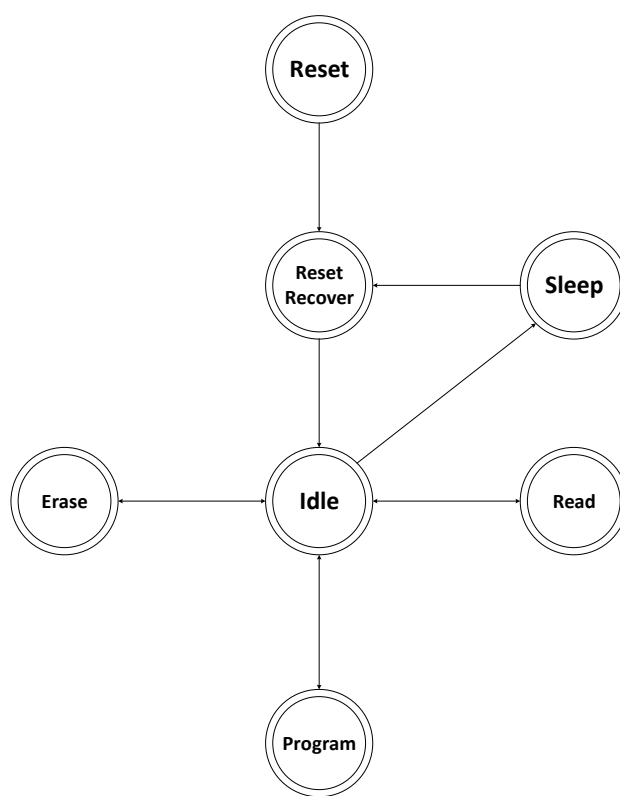 Reset
Reset
Recover
Sleep
Erase
Idle
Read
Program